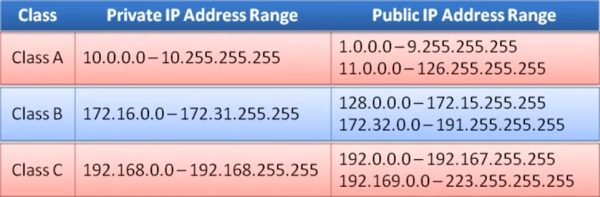 Class Private IP Address Range Public IP Address Range
Class A 10.0.0.0 – 10.255.255.255 1.0.0.0 – 9.255.255.255
11.0.0.0 – 126.255.255.255
Class B 172.16.0.0 – 172.31.255.255 128.0.0.0 – 172.15.255.255
172.32.0.0 – 191.255.255.255
Class C 192.168.0.0 – 192.168.255.255 192.0.0.0 – 192.167.255.255
192.169.0.0 – 223.255.255.255